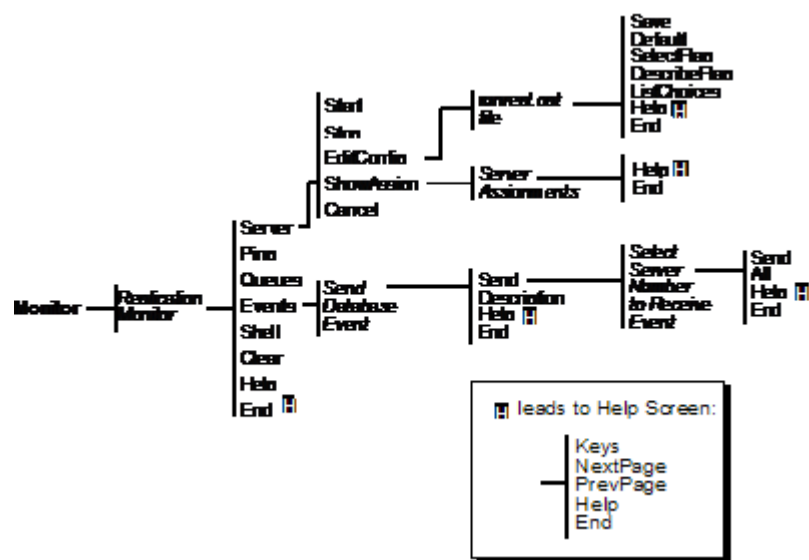 Save
Default
ListChoices
Help H
End
Start
Stop
EditConfig
ShowAssign
Cancel
file
Server
Assignments
Help H
End
Server
Ping
Queues
Events
Shell
Clear
Help
End H
Monitor
Replication
Monitor
Send
Database
Event
Send
Description
Help H
End
Select
Server
Number
to Receive
Event
Send
All
Help H
End
H leads to Help Screen:
Keys
NextPage
PrevPage
Help
End